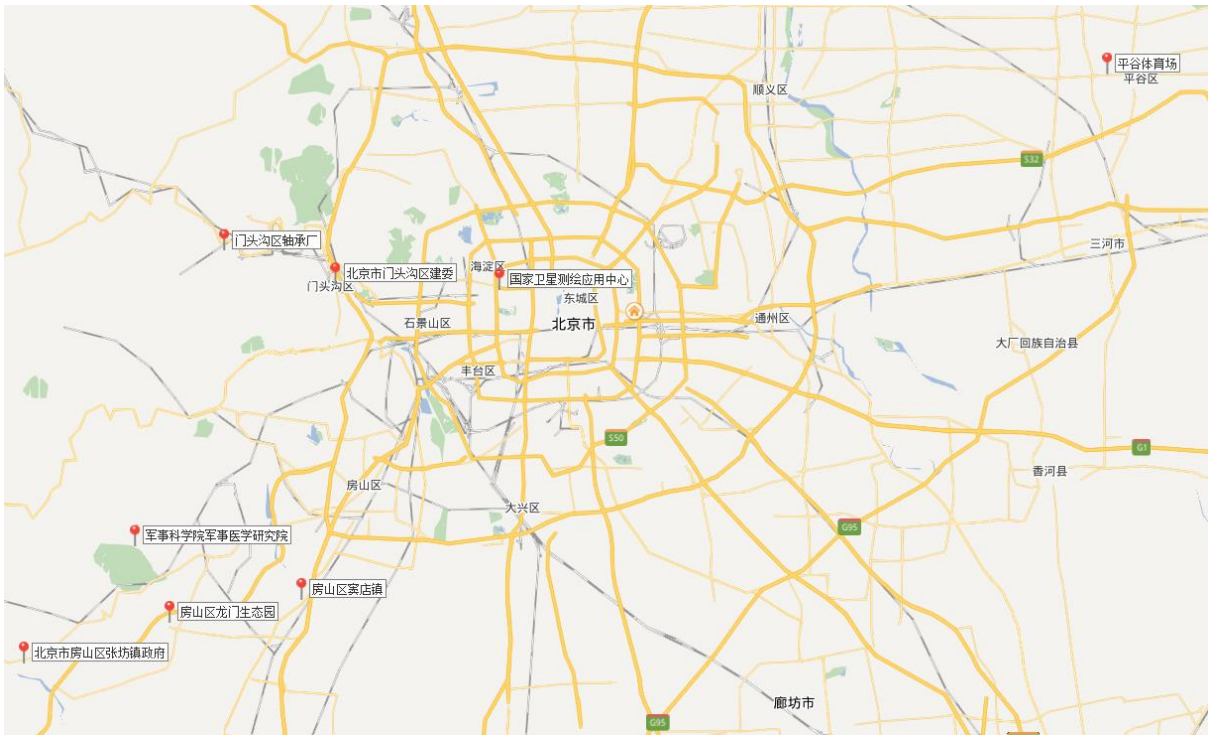 平谷体育场
平谷区
顺义区
S32
门头沟区轴承厂
三河市
北京市门头沟区建委
海淀区
国家卫星测绘应用中心
门头沟区
东城区
石景山区
北京市
通州区
大厂回族自治县
丰台区
S50
G1
香河县
房山区
大兴区
G95
军事科学院军事医学研究院
房山区窦店镇
房山区龙门生态园
北京市房山区张坊镇政府
廊坊市
G95